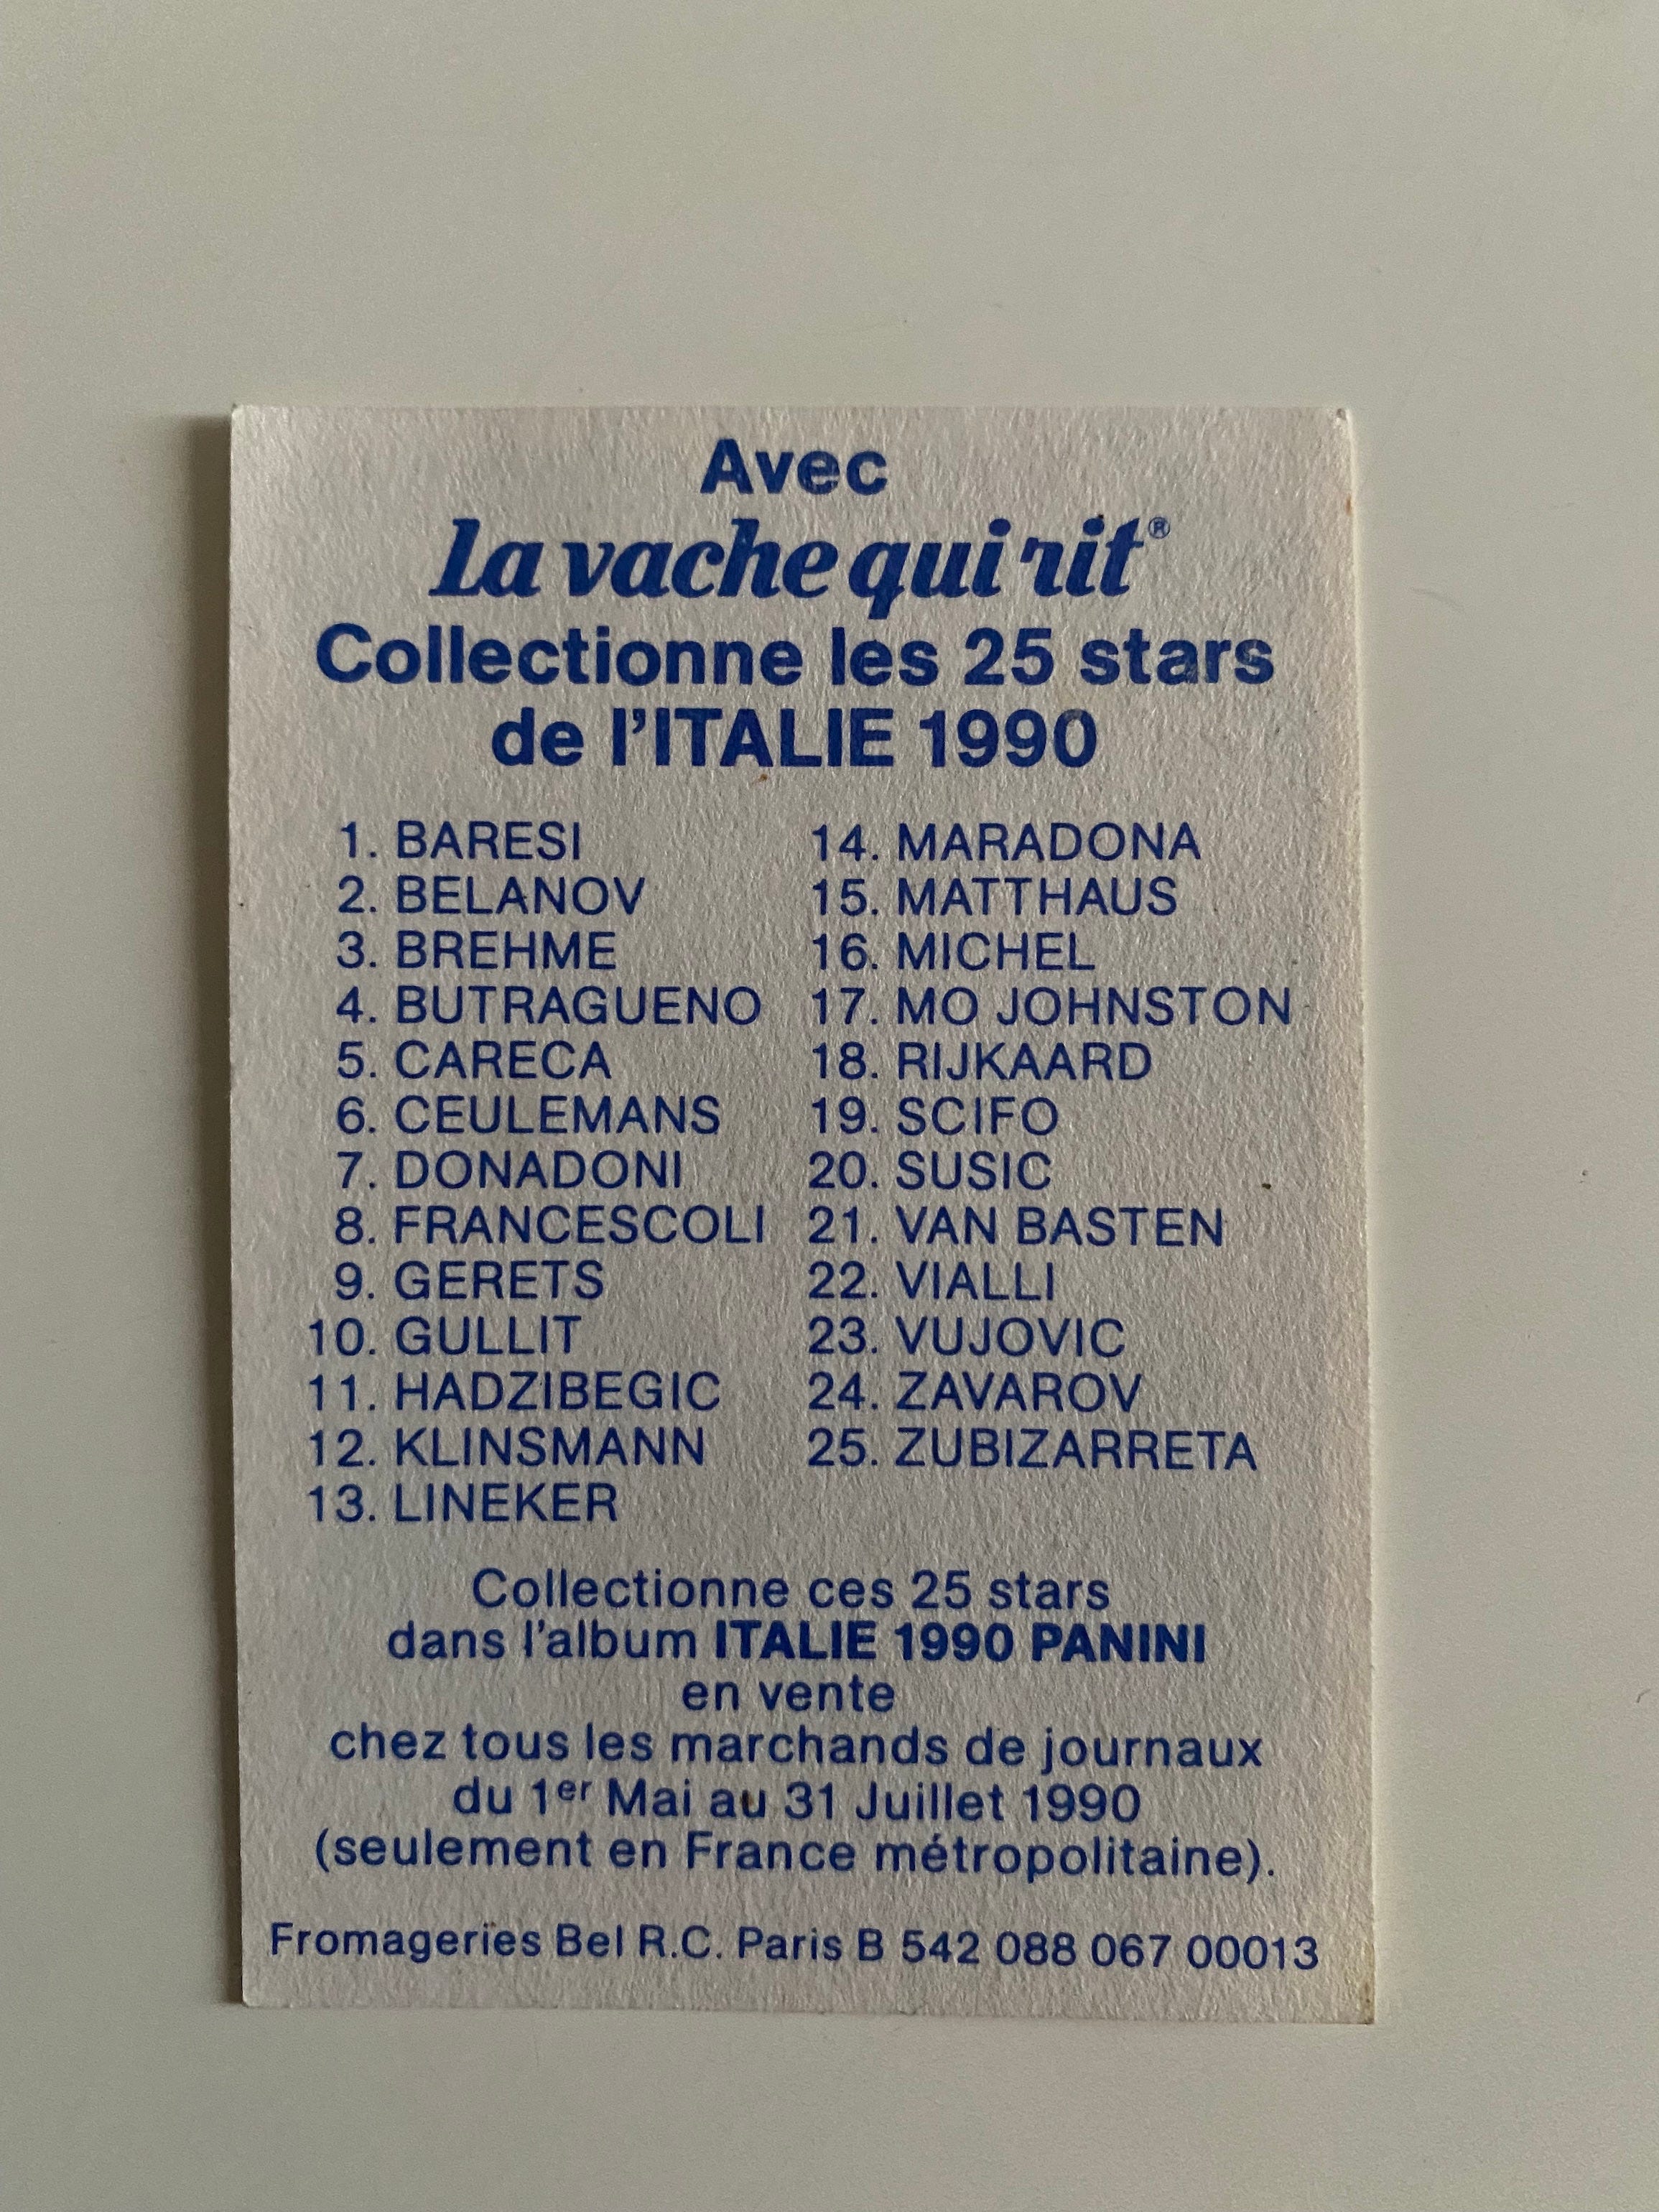 Avec
La vache qui rit®
Collectionne les 25 stars
de l'ITALIE 1990
1. BARESI
2. BELANOV
3. BREHME
4. BUTRAGUENO
5. CARECA
6. CEULEMANS
7. DONADONI
8. FRANCESCOLI
9. GERETS
10. GULLIT
11. HADZIBEGIC
12. KLINSMANN
13. LINEKER
14. MARADONA
15. MATTHAUS
16. MICHEL
17. MO JOHNSTON
18. RIJKAARD
19. SCIFO
20. SUSIC
21. VAN BASTEN
22. VIALLI
23. VUJOVIC
24. ZAVAROV
25. ZUBIZARRETA
Collectionne ces 25 stars
dans l'album ITALIE 1990 PANINI
en vente
chez tous les marchands de journaux
du 1er Mai au 31 Juillet 1990
(seulement en France métropolitaine).
Fromageries Bel R.C. Paris B 542 088 067 00013